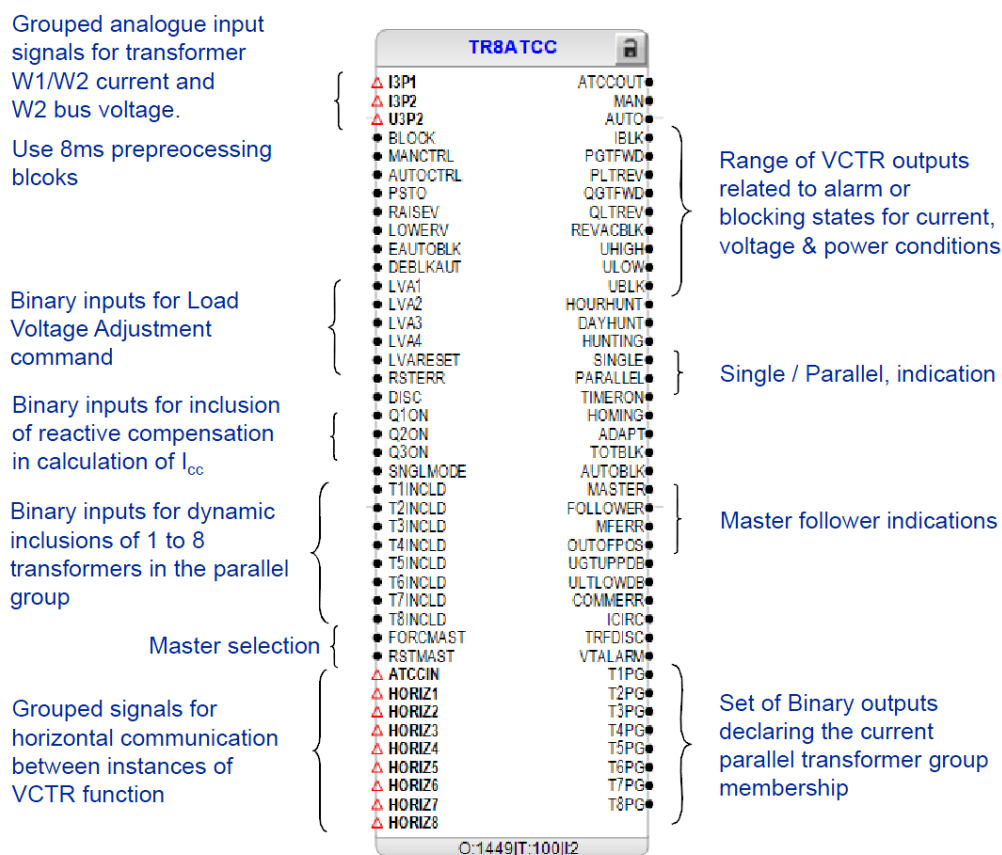 Grouped analogue input
signals for transformer
W1/W2 current and
W2 bus voltage.
Use 8ms prepreocessing
blcoks
Binary inputs for Load
Voltage Adjustment
command
Binary inputs for inclusion
of reactive compensation
in calculation of Icc
Binary inputs for dynamic
inclusions of 1 to 8
transformers in the parallel
group
Master selection
Grouped signals for
horizontal communication
between instances of
VCTR function
TR8ATCC
I3P1
I3P2
U3P2
BLOCK
MANCTRL
AUTOCTRL
PSTO
RAISEV
LOWERV
EAUTOBLK
DEBLKAUT
LVA1
LVA2
LVA3
LVA4
LVARESET
RSTERR
DISC
Q1ON
Q2ON
Q3ON
SNGLMODE
T1INCLD
T2INCLD
T3INCLD
T4INCLD
T5INCLD
T6INCLD
T7INCLD
T8INCLD
FORCMAST
RSTMAST
ATCCIN
HORIZ1
HORIZ2
HORIZ3
HORIZ4
HORIZ5
HORIZ6
HORIZ7
HORIZ8
ATCCOUT
MAN
AUTO
IBLK
PGTFWD
PLTREV
QGTFWD
QLTREV
REVACBLK
UHIGH
ULOW
UBLK
HOURHUNT
DAYHUNT
HUNTING
SINGLE
PARALLEL
TIMERON
HOMING
ADAPT
TOTBLK
AUTOBLK
MASTER
FOLLOWER
MFERR
OUTOFPOS
UGTUPPDB
ULTLOWDB
COMMERR
ICIRC
TRFDISC
VTALARM
T1PG
T2PG
T3PG
T4PG
T5PG
T6PG
T7PG
T8PG
O:1449|T:100|I:2
Range of VCTR outputs
related to alarm or
blocking states for current,
voltage & power conditions
Single / Parallel, indication
Master follower indications
Set of Binary outputs
declaring the current
parallel transformer group
membership